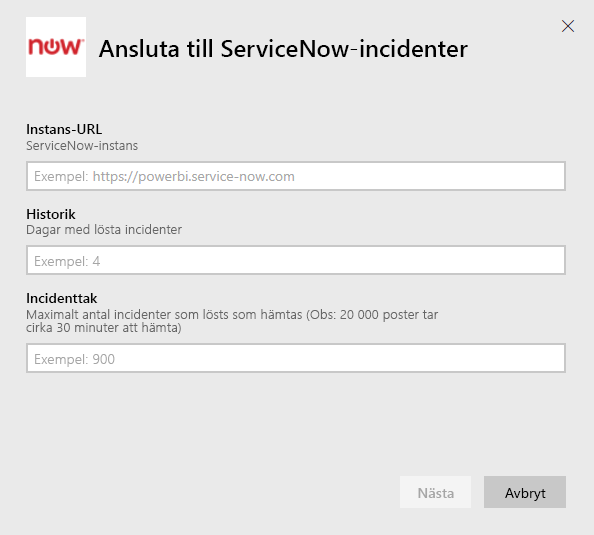 now
Ansluta till ServiceNow-incidenter
Instans-URL
ServiceNow-instans
Exempel: https://powerbi.service-now.com
Historik
Dagar med lösta incidenter
Exempel: 4
Incidenttak
Maximalt antal incidenter som lösts som hämtas (Obs: 20 000 poster tar
cirka 30 minuter att hämta)
Exempel: 900
Nästa
Avbryt